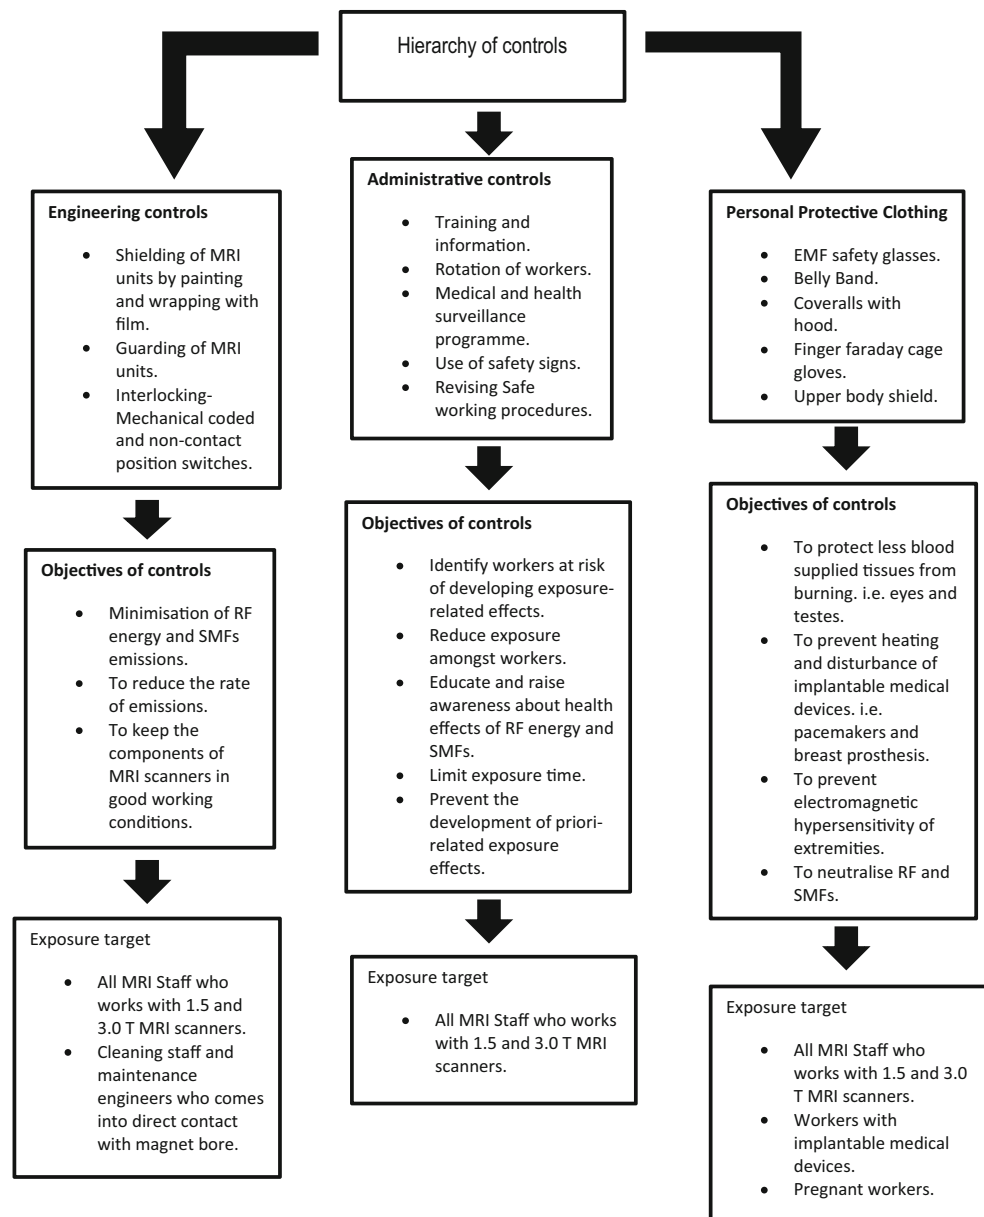 Hierarchy of controls
Engineering controls
• Shielding of MRI
units by painting
and wrapping with
film.
• Guarding of MRI
units.
• Interlocking-
Mechanical coded
and non-contact
position switches.
Objectives of controls
• Minimisation of RF
energy and SMFs
emissions.
• To reduce the rate
of emissions.
• To keep the
components of
MRI scanners in
good working
conditions.
Exposure target
• All MRI Staff who
works with 1.5 and
3.0 T MRI scanners.
• Cleaning staff and
maintenance
engineers who comes
into direct contact
with magnet bore.
Administrative controls
• Training and
information.
• Rotation of workers.
• Medical and health
surveillance
programme.
• Use of safety signs.
• Revising Safe
working procedures.
Objectives of controls
• Identify workers at risk
of developing exposure-
related effects.
• Reduce exposure
amongst workers.
• Educate and raise
awareness about health
effects of RF energy and
SMFs.
• Limit exposure time.
• Prevent the
development of priori-
related exposure
effects.
Exposure target
• All MRI Staff who works
with 1.5 and 3.0 T MRI
scanners.
Personal Protective Clothing
• EMF safety glasses.
• Belly Band.
• Coveralls with
hood.
• Finger faraday cage
gloves.
• Upper body shield.
Objectives of controls
• To protect less blood
supplied tissues from
burning. i.e. eyes and
testes.
• To prevent heating
and disturbance of
implantable medical
devices. i.e.
pacemakers and
breast prosthesis.
• To prevent
electromagnetic
hypersensitivity of
extremities.
• To neutralise RF and
SMFs.
Exposure target
• All MRI Staff who
works with 1.5 and 3.0
T MRI scanners.
• Workers with
implantable medical
devices.
• Pregnant workers.